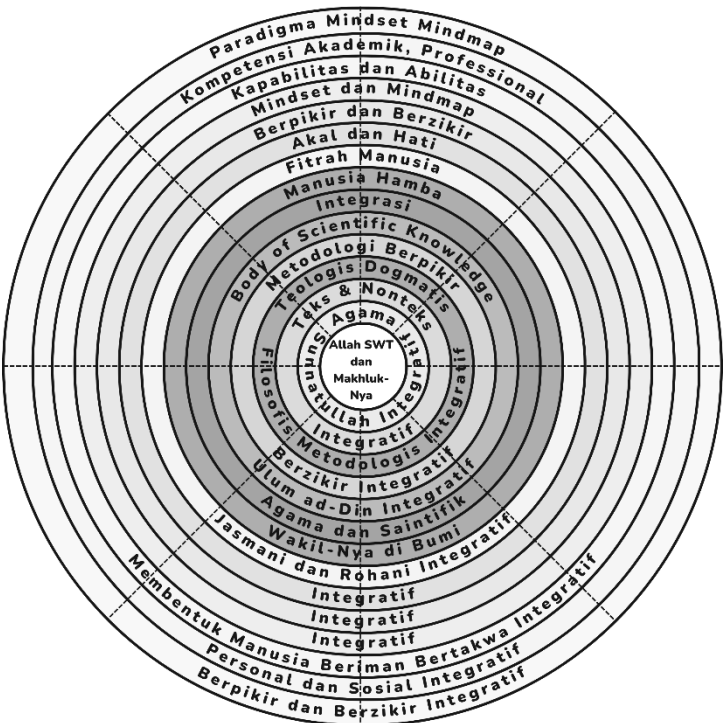 Paradigma Mindset Mindmap
Kompetensi Akademik, Professional
Kapabilitas dan Abilitas
Mindset dan Mindmap
Berpikir dan Berzikir
Akal dan Hati
Fitrah Manusia
Manusia Hamba
Integrasi
Body of Scientific Knowledge
Metodologi Berpikir
Teologis Dogmatis
Teks & Nonteks
Agama
Allah SWT
dan
Makhluk-
Nya
Sunnatullah Integratif
Integratif
Filosofis Metodologis Integratif
Berzikir Integratif
Ulum ad-Din Integratif
Agama dan Saintifik
Wakil-Nya di Bumi
Jasmani dan Rohani Integratif
Integratif
Integratif
Integratif
Membentuk Manusia Beriman Bertakwa Integratif
Personal dan Sosial Integratif
Berpikir dan Berzikir Integratif